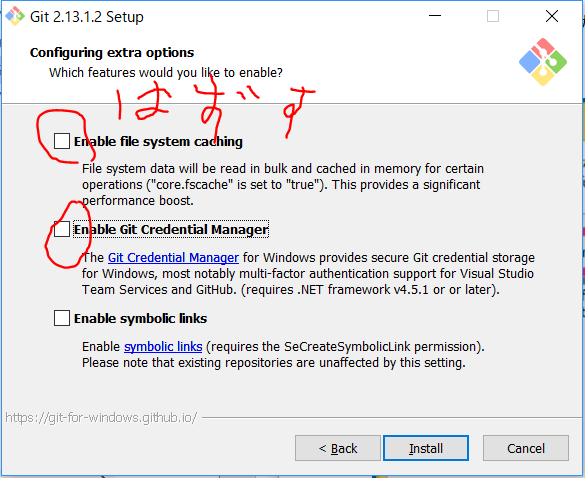 Git 2.13.1.2 Setup
Configuring extra options
Which features would you like to enable?
はずす
Enable file system caching
File system data will be read in bulk and cached in memory for certain
operations ("core.fscache" is set to "true"). This provides a significant
performance boost.
Enable Git Credential Manager
The Git Credential Manager for Windows provides secure Git credential storage
for Windows, most notably multi-factor authentication support for Visual Studio
Team Services and GitHub. (requires .NET framework v4.5.1 or or later).
Enable symbolic links
Enable symbolic links (requires the SeCreateSymbolicLink permission).
Please note that existing repositories are unaffected by this setting.
https://git-for-windows.github.io/
< Back
Install
Cancel